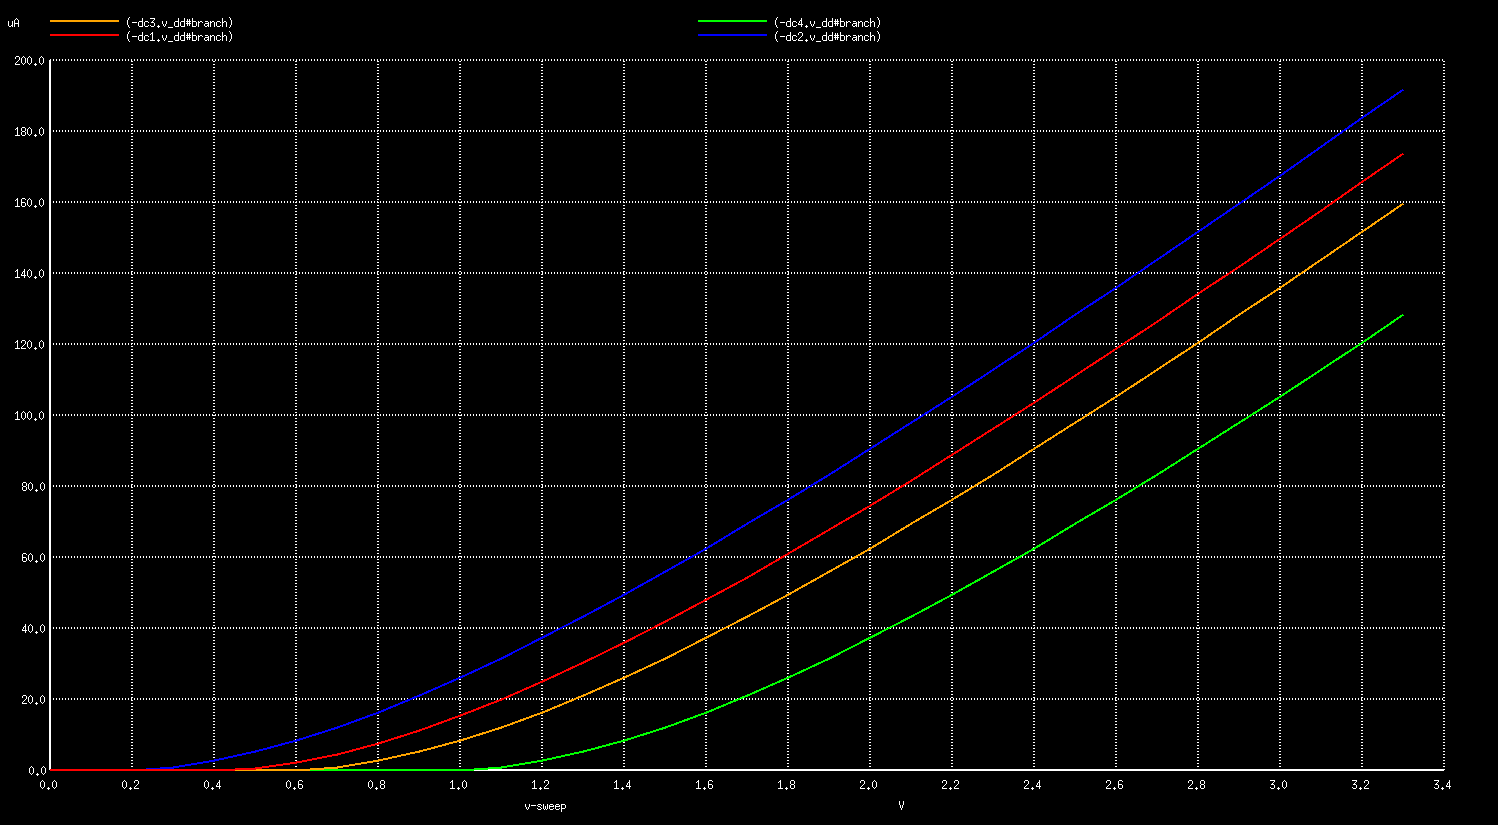 uA
(-dc3.v_dd#branch) (-dc4.v_dd#branch)
(-dc1.v_dd#branch) (-dc2.v_dd#branch)
200.0
180.0
160.0
140.0
120.0
100.0
80.0
60.0
40.0
20.0
0.0
0.0 0.2 0.4 0.6 0.8 1.0 1.2 1.4 1.6 1.8 2.0 2.2 2.4 2.6 2.8 3.0 3.2 3.4
v-sweep V